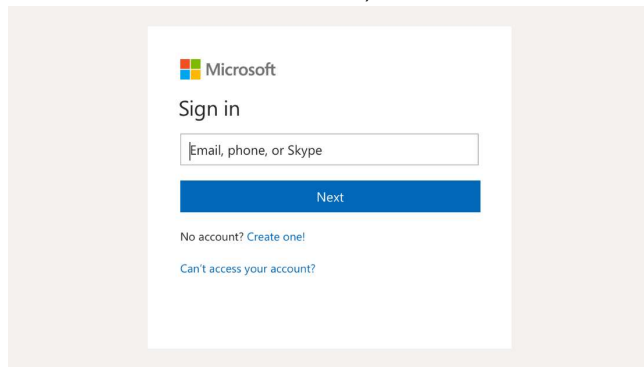 Microsoft
Sign in
Email, phone, or Skype
Next
No account? Create one!
Can't access your account?